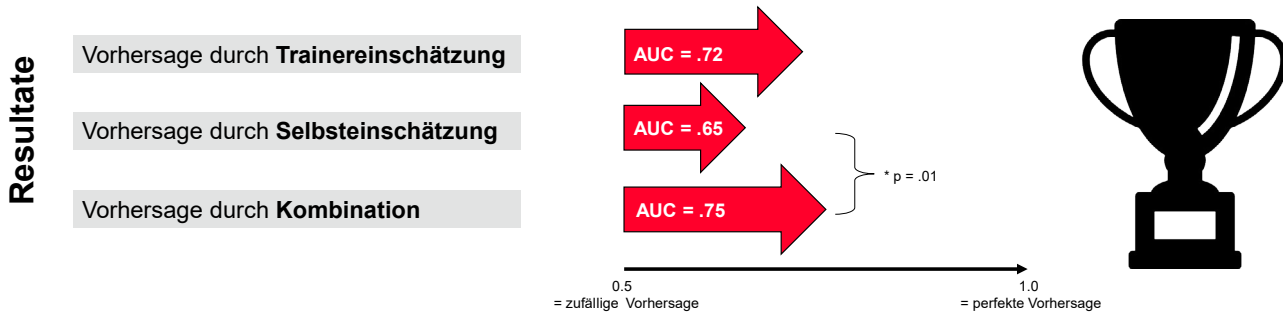 Resultate
Vorhersage durch Trainereinschätzung
AUC = .72
Vorhersage durch Selbsteinschätzung
AUC = .65
* p = .01
Vorhersage durch Kombination
AUC = .75
0.5
1.0
= zufällige Vorhersage
= perfekte Vorhersage